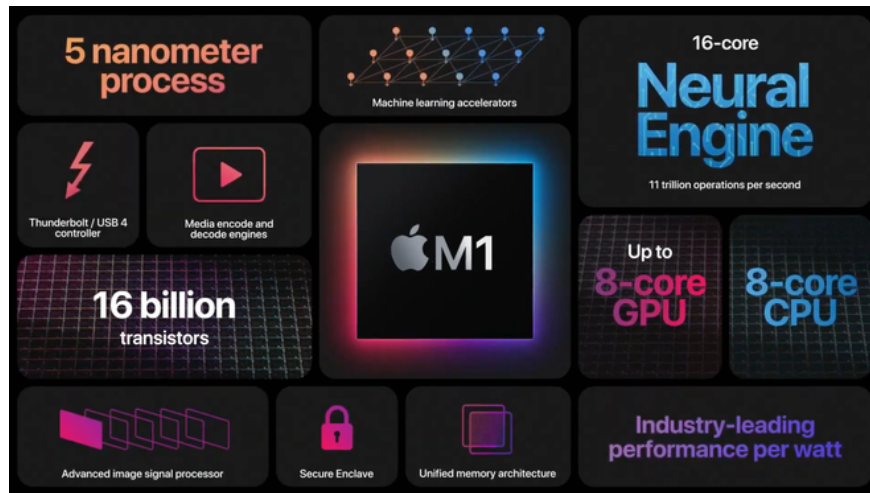 5 nanometer
process
Machine learning accelerators
16-core
Neural
Engine
11 trillion operations per second
Thunderbolt / USB 4
controller
Media encode and
decode engines
M1
Up to
8-core
GPU
8-core
CPU
16 billion
transistors
Advanced image signal processor
Secure Enclave
Unified memory architecture
Industry-leading
performance per watt